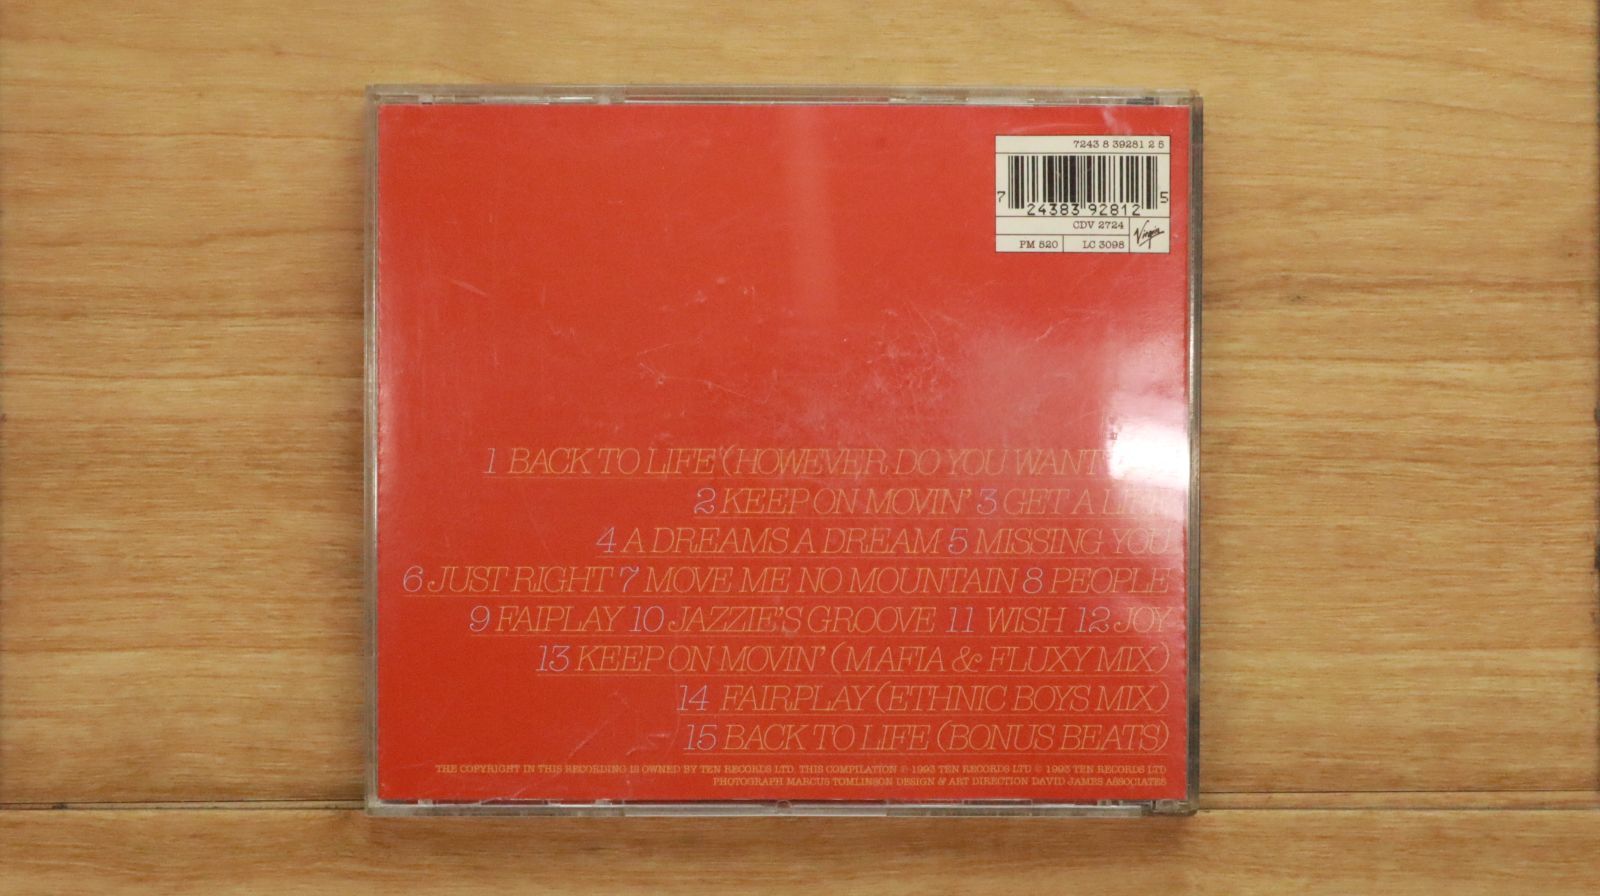 7243 8 39281 2 5
7 24383 92812 5
CDV 2724
PM 520 LC 3098
Virgin
1 BACK TO LIFE (HOWEVER DO YOU WANT
2 KEEP ON MOVIN' 3 GET A LIFE
4 A DREAMS A DREAM 5 MISSING YOU
6 JUST RIGHT 7 MOVE ME NO MOUNTAIN 8 PEOPLE
9 FAIPLAY 10 JAZZIE'S GROOVE 11 WISH 12 JOY
13 KEEP ON MOVIN' (MAFIA & FLUXY MIX)
14 FAIRPLAY (ETHNIC BOYS MIX)
15 BACK TO LIFE (BONUS BEATS)
THE COPYRIGHT IN THIS RECORDING IS OWNED BY TEN RECORDS LTD. THIS COMPILATION ℗ 1993 TEN RECORDS LTD © 1993 TEN RECORDS LTD
PHOTOGRAPH MARCUS TOMLINSON DESIGN & ART DIRECTION DAVID JAMES ASSOCIATES